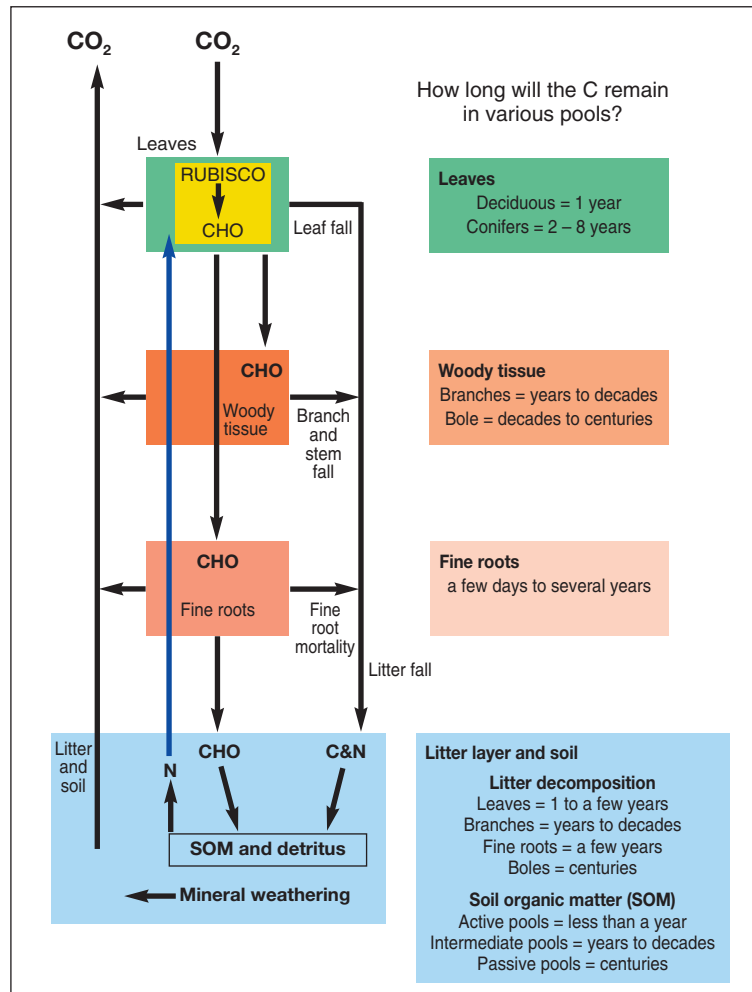 CO₂
CO₂
How long will the C remain
in various pools?
Leaves
RUBISCO
CHO
Leaf fall
Leaves
Deciduous = 1 year
Conifers = 2 – 8 years
CHO
Woody
tissue
Branch
and
stem
fall
Woody tissue
Branches = years to decades
Bole = decades to centuries
CHO
Fine roots
Fine
root
mortality
Fine roots
a few days to several years
Litter fall
Litter
and
soil
N
CHO
C&N
SOM and detritus
Mineral weathering
Litter layer and soil
Litter decomposition
Leaves = 1 to a few years
Branches = years to decades
Fine roots = a few years
Boles = centuries
Soil organic matter (SOM)
Active pools = less than a year
Intermediate pools = years to decades
Passive pools = centuries